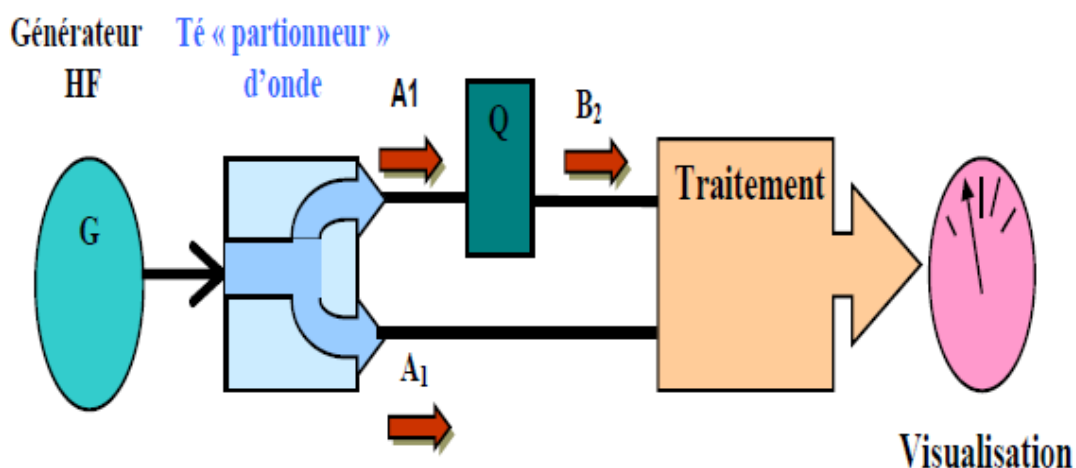 Générateur
HF
Té « partionneur »
d'onde
A1
Q
B₂
Traitement
G
A₁
Visualisation